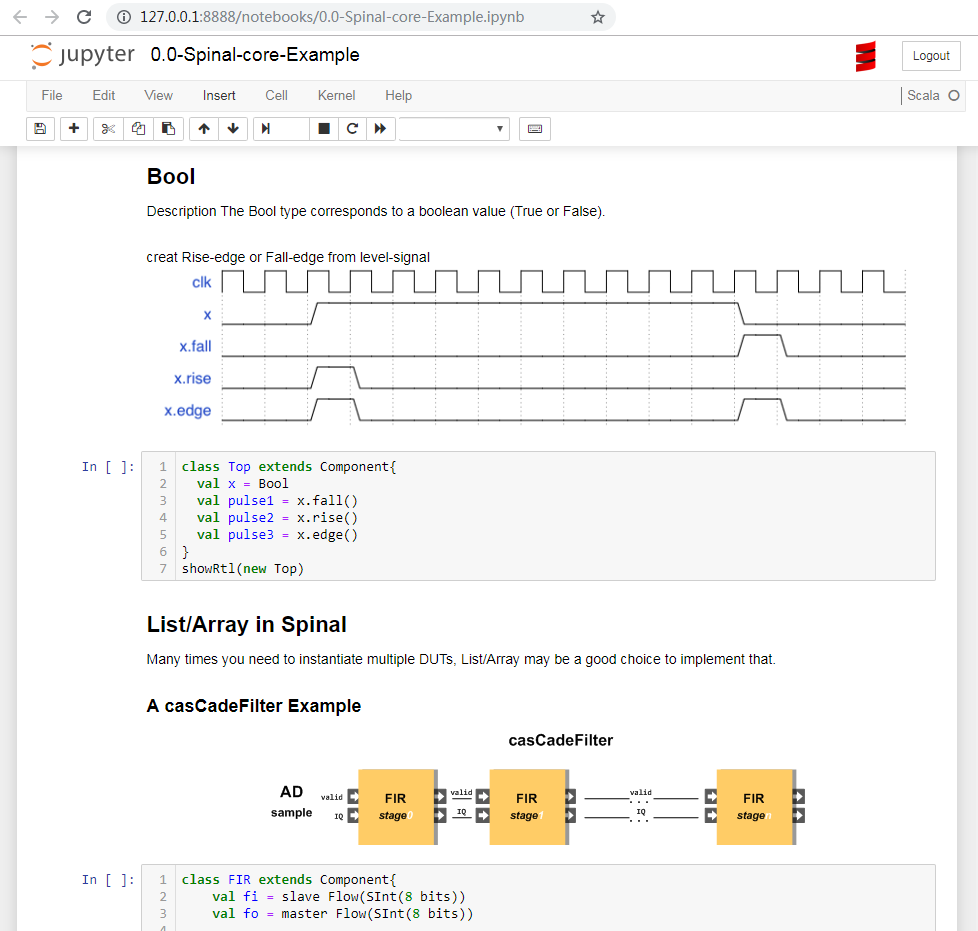 127.0.0.1:8888/notebooks/0.0-Spinal-core-Example.ipynb
jupyter 0.0-Spinal-core-Example
Logout
File Edit View Insert Cell Kernel Help
Scala
Bool
Description The Bool type corresponds to a boolean value (True or False).
creat Rise-edge or Fall-edge from level-signal
clk
x
x.fall
x.rise
x.edge
In [ ]:
1 class Top extends Component{
2 val x = Bool
3 val pulse1 = x.fall()
4 val pulse2 = x.rise()
5 val pulse3 = x.edge()
6 }
7 showRtl(new Top)
List/Array in Spinal
Many times you need to instantiate multiple DUTs, List/Array may be a good choice to implement that.
A casCadeFilter Example
casCadeFilter
AD
sample
valid
IQ
FIR
stage0
valid
IQ
FIR
stage1
valid
...
IQ
...
FIR
stagen
In [ ]:
1 class FIR extends Component{
2 val fi = slave Flow(SInt(8 bits))
3 val fo = master Flow(SInt(8 bits))
4